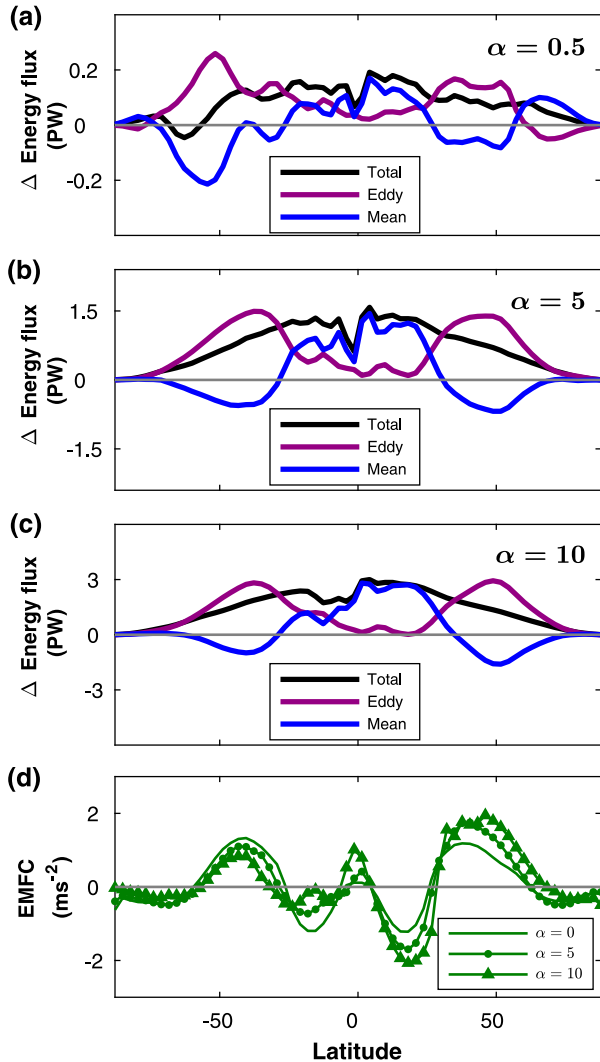 (a)
α = 0.5
Δ Energy flux
(PW)
0.2
0
-0.2
Total
Eddy
Mean
(b)
α = 5
Δ Energy flux
(PW)
1.5
0
-1.5
Total
Eddy
Mean
(c)
α = 10
Δ Energy flux
(PW)
3
0
-3
Total
Eddy
Mean
(d)
EMFC
(ms⁻²)
2
0
-2
α = 0
α = 5
α = 10
-50
0
50
Latitude